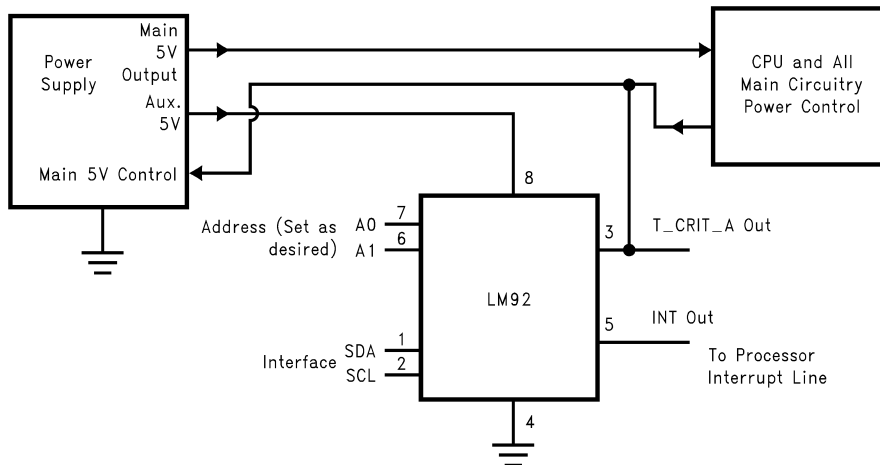 Power
Supply
Main
5V
Output
Aux.
5V
Main 5V Control
CPU and All
Main Circuitry
Power Control
8
Address (Set as
desired)
A0
7
A1
6
3
T_CRIT_A Out
LM92
5
INT Out
To Processor
Interrupt Line
Interface
SDA
1
SCL
2
4